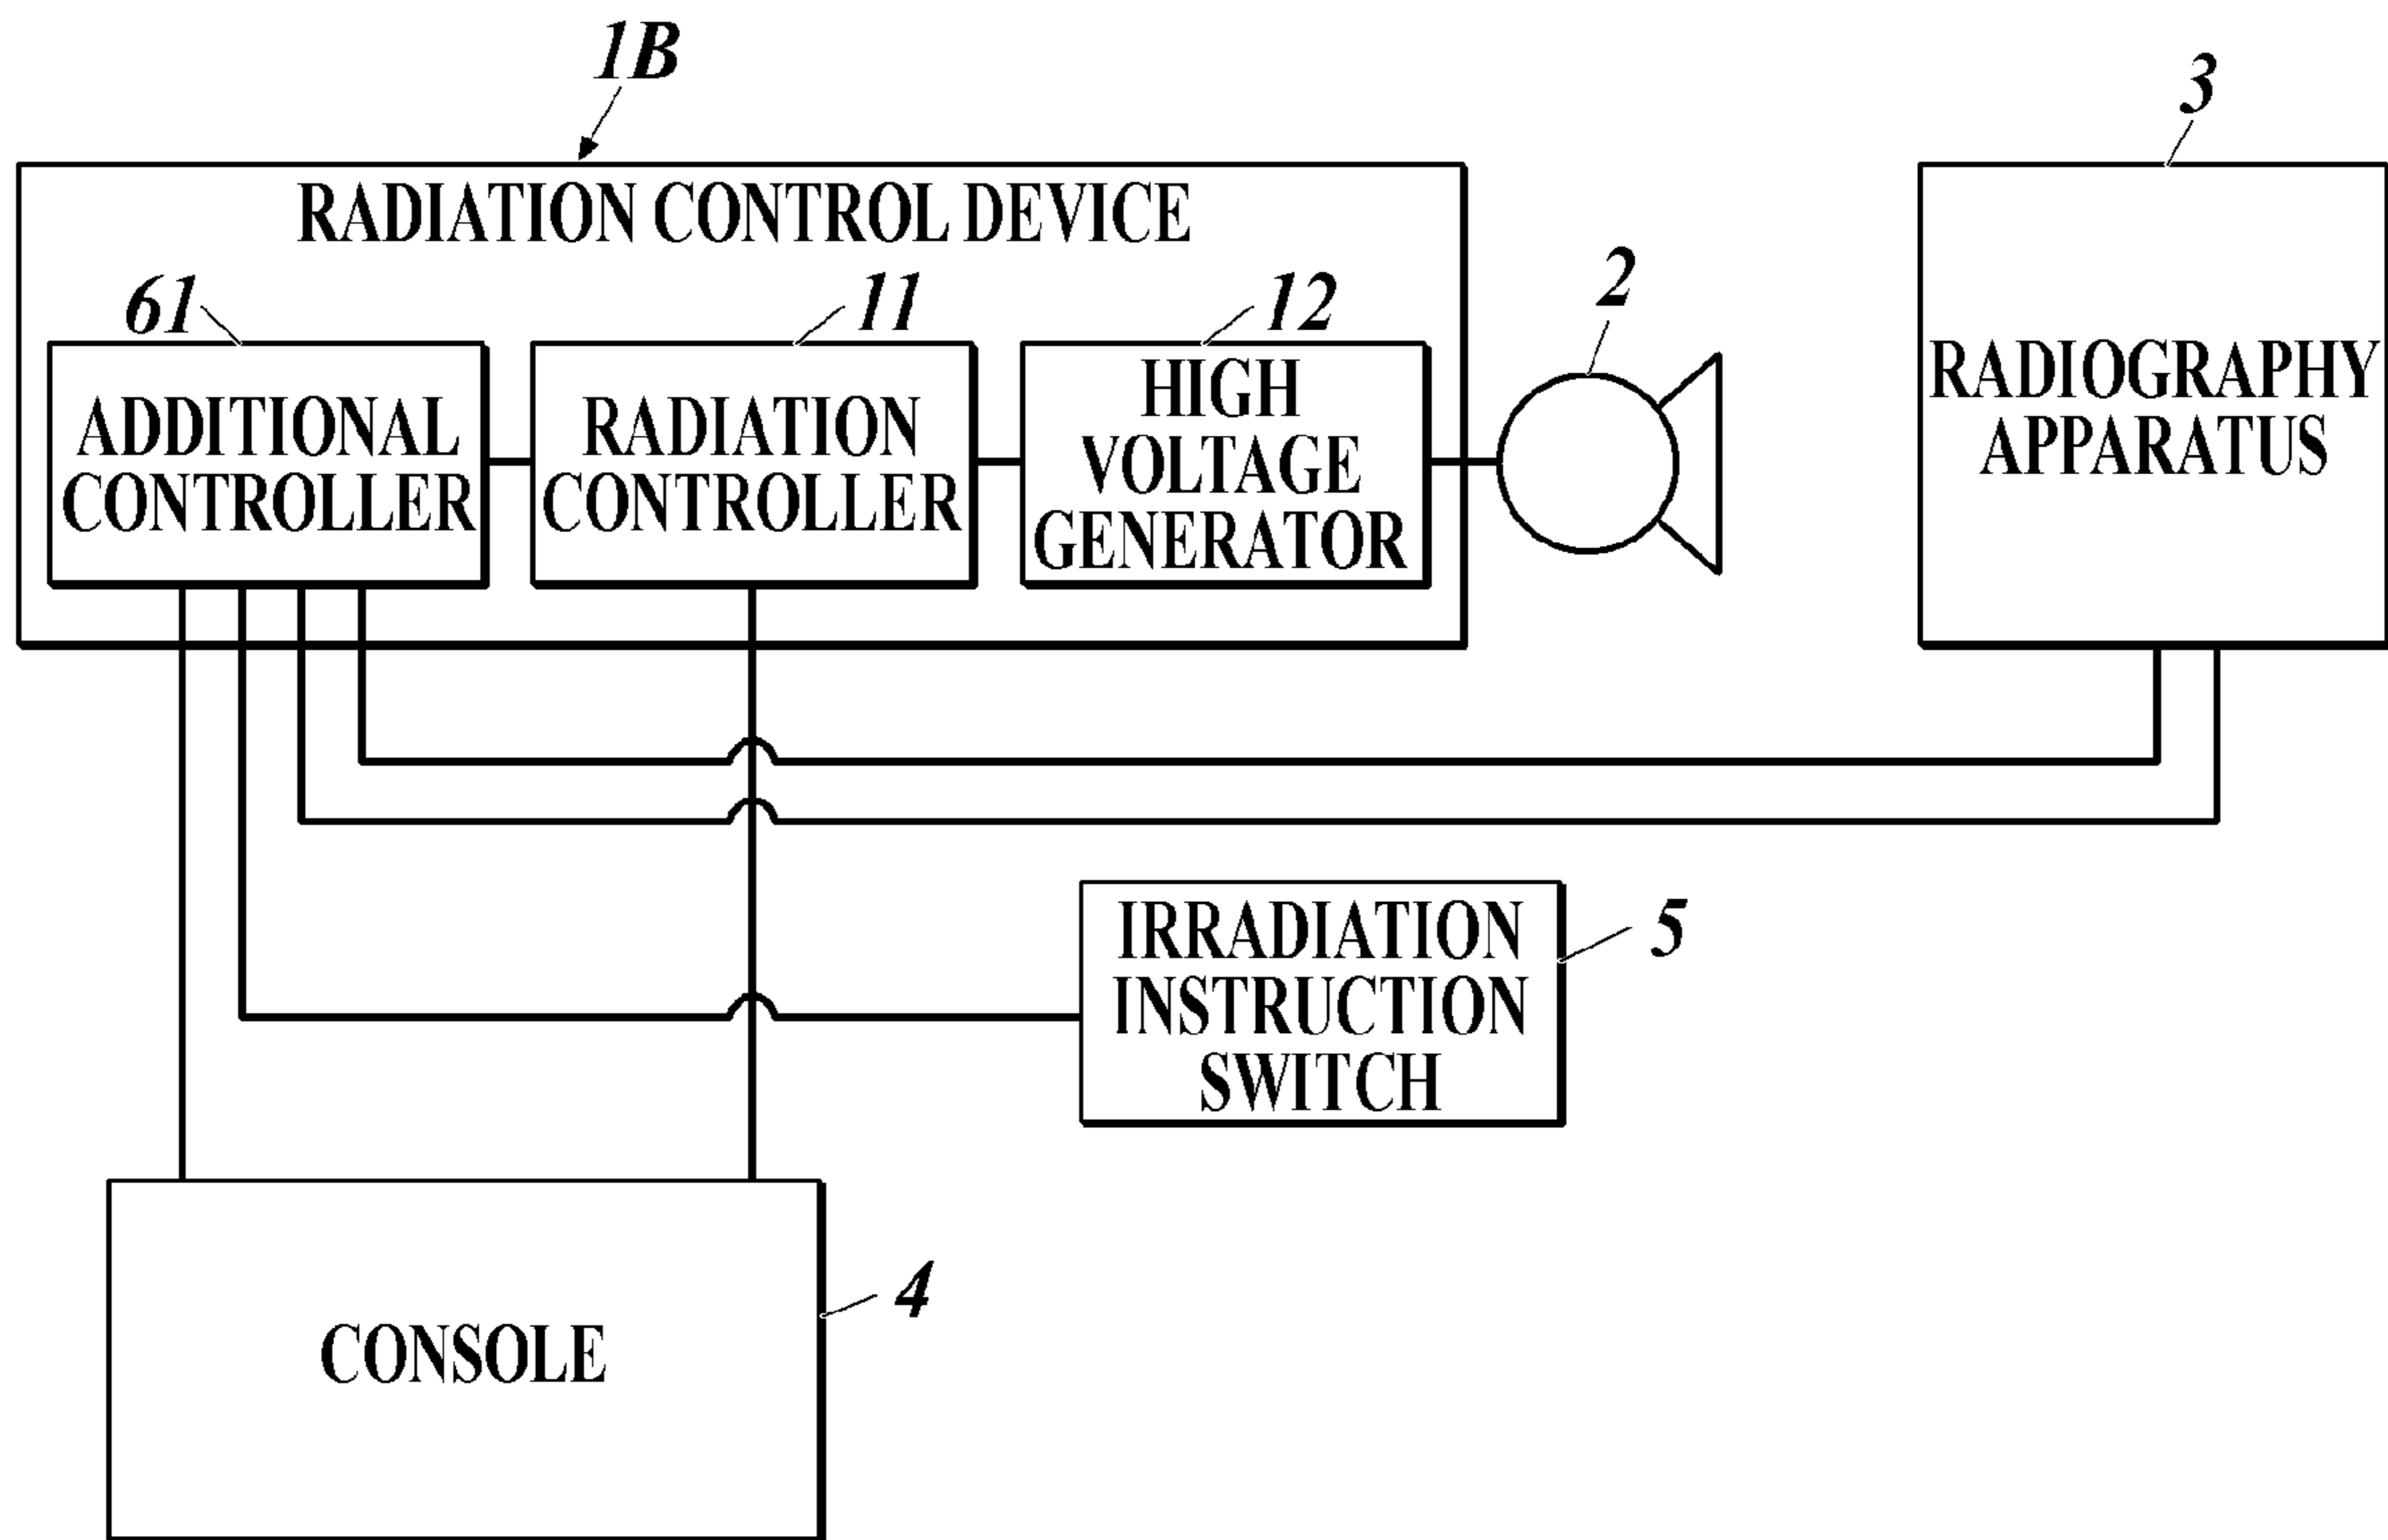 1B
3
RADIATION CONTROL DEVICE
61
11
12
2
ADDITIONAL
CONTROLLER
RADIATION
CONTROLLER
HIGH
VOLTAGE
GENERATOR
RADIOGRAPHY
APPARATUS
IRRADIATION
INSTRUCTION
SWITCH
5
CONSOLE
4